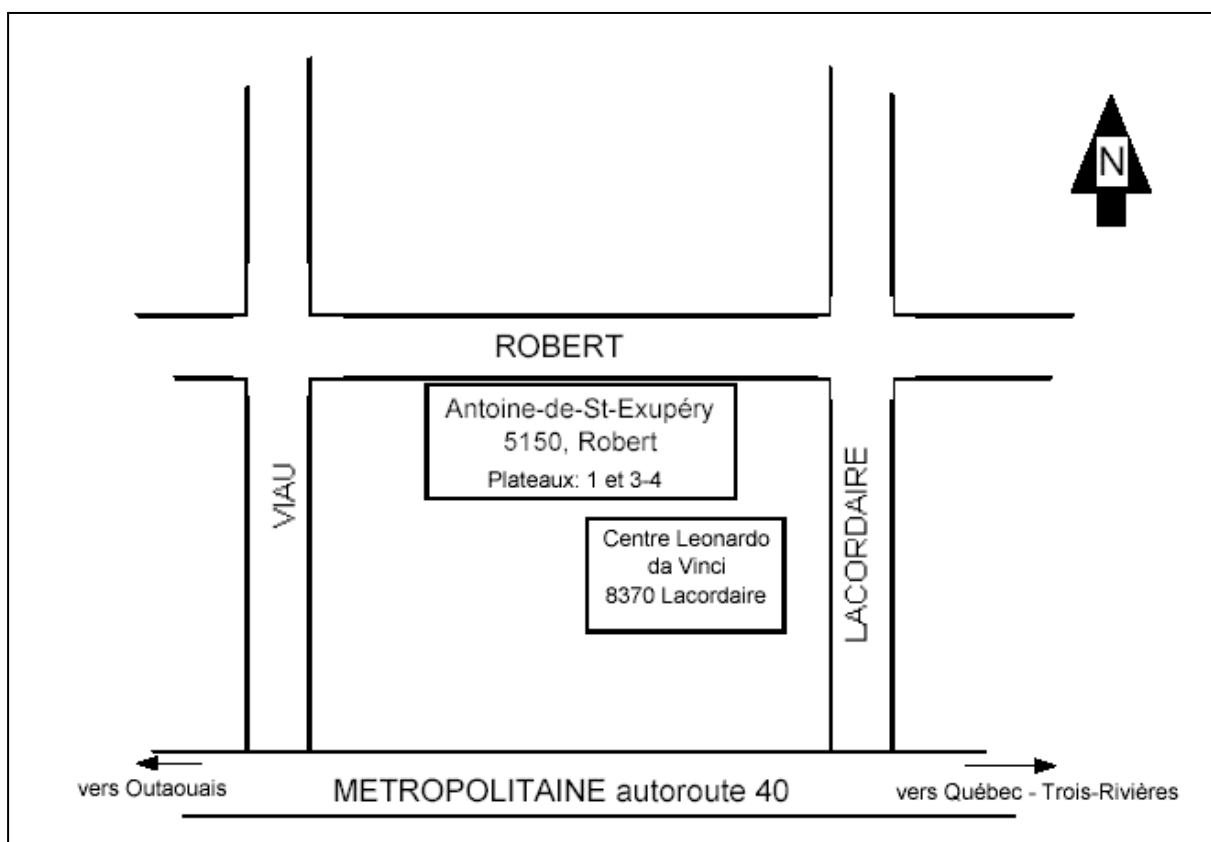 N
ROBERT
Antoine-de-St-Exupéry
5150, Robert
Plateaux: 1 et 3-4
VIAU
LACORDAIRE
Centre Leonardo
da Vinci
8370 Lacordaire
vers Outaouais
METROPOLITAINE autoroute 40
vers Québec - Trois-Rivières